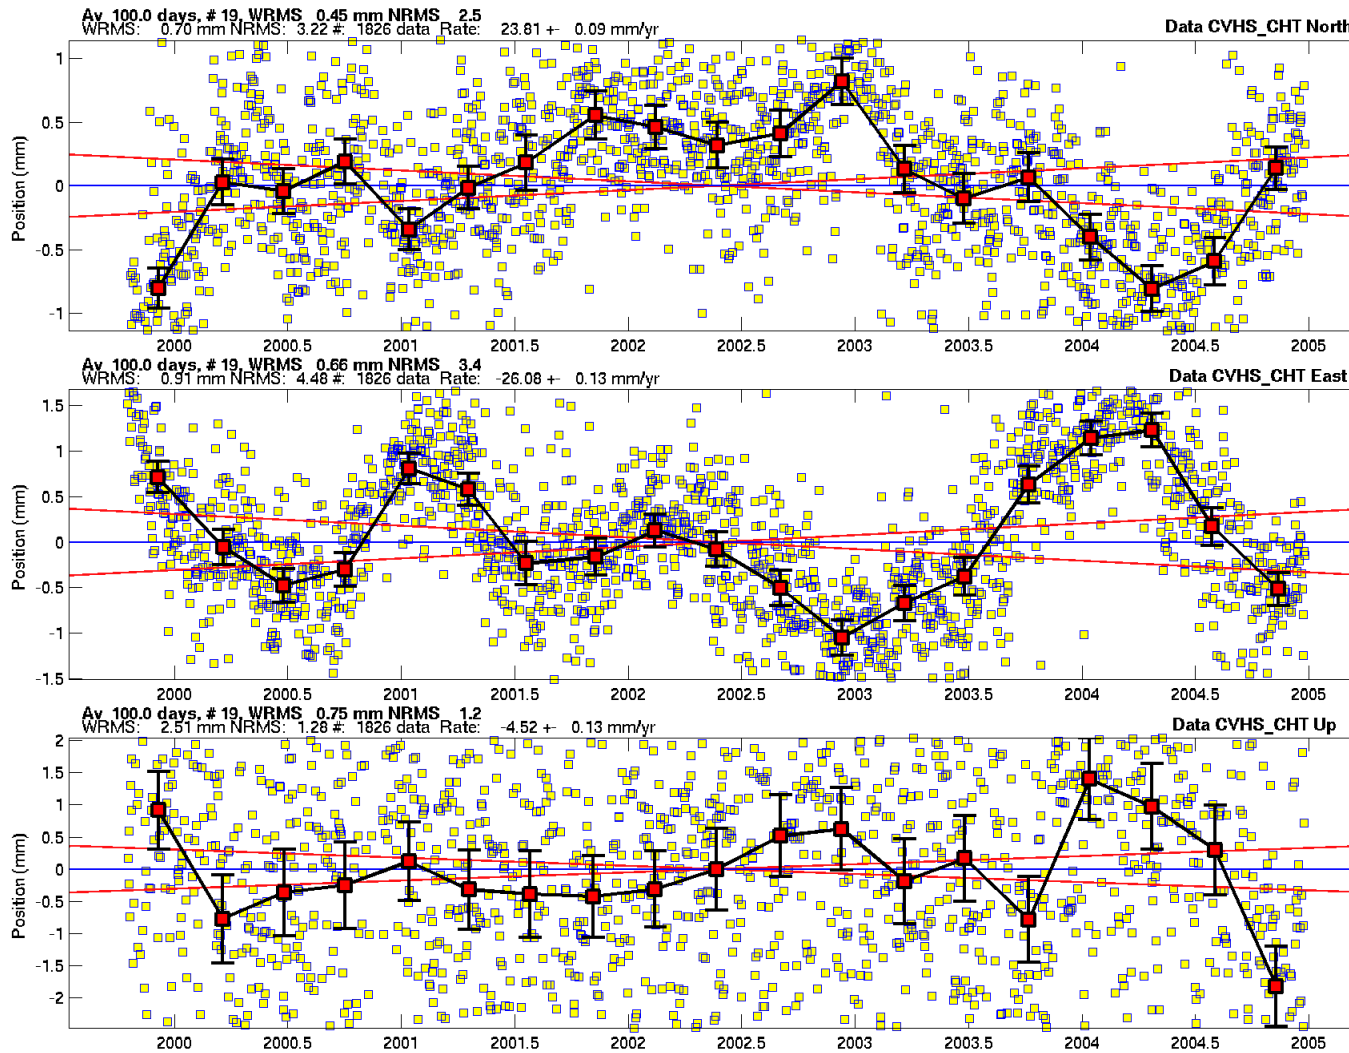 Av 100.0 days, # 19, WRMS 0.45 mm NRMS 2.5
WRMS: 0.70 mm NRMS: 3.22 #: 1826 data Rate: 23.81 +- 0.09 mm/yr
Data CVHS_CHT North
Position (mm)
1
0.5
0
-0.5
-1
2000 2000.5 2001 2001.5 2002 2002.5 2003 2003.5 2004 2004.5 2005
Av 100.0 days, # 19, WRMS 0.66 mm NRMS 3.4
WRMS: 0.91 mm NRMS: 4.48 #: 1826 data Rate: -26.08 +- 0.13 mm/yr
Data CVHS_CHT East
Position (mm)
1.5
1
0.5
0
-0.5
-1
-1.5
2000 2000.5 2001 2001.5 2002 2002.5 2003 2003.5 2004 2004.5 2005
Av 100.0 days, # 19, WRMS 0.75 mm NRMS 1.2
WRMS: 2.51 mm NRMS: 1.28 #: 1826 data Rate: -4.52 +- 0.13 mm/yr
Data CVHS_CHT Up
Position (mm)
2
1.5
1
0.5
0
-0.5
-1
-1.5
-2
2000 2000.5 2001 2001.5 2002 2002.5 2003 2003.5 2004 2004.5 2005